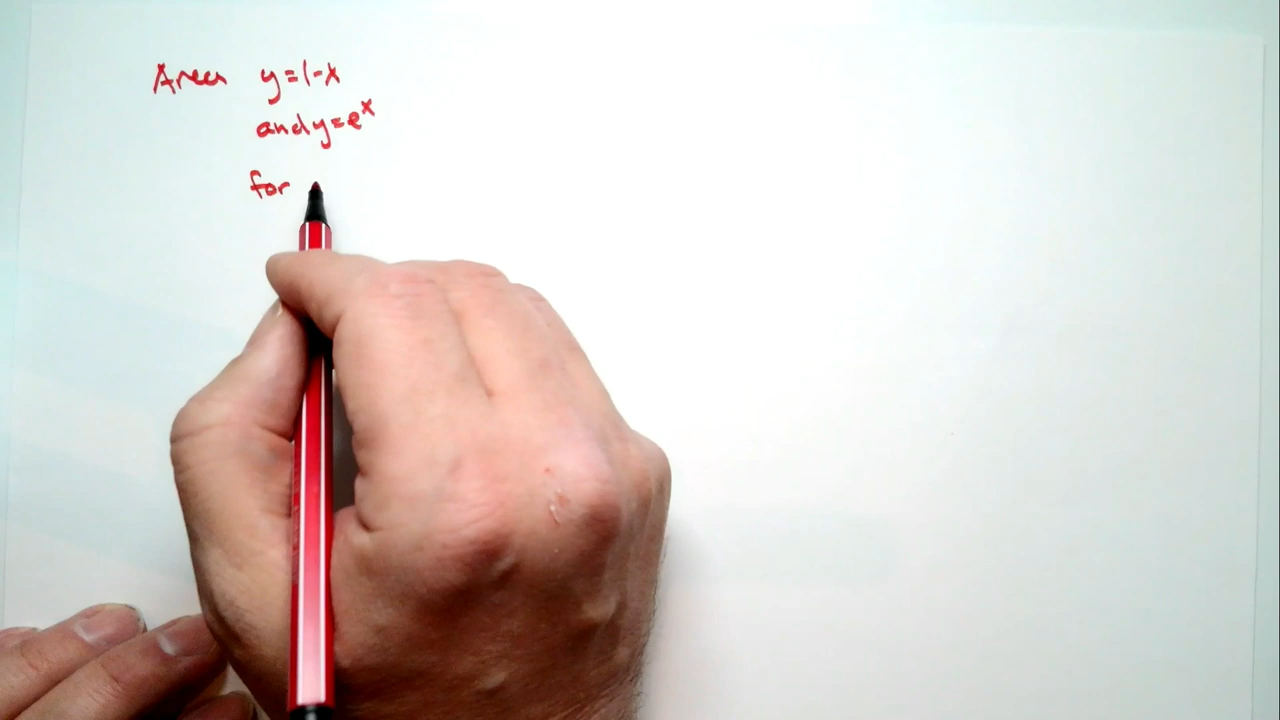 Area y=1-x
and y=e^x
for